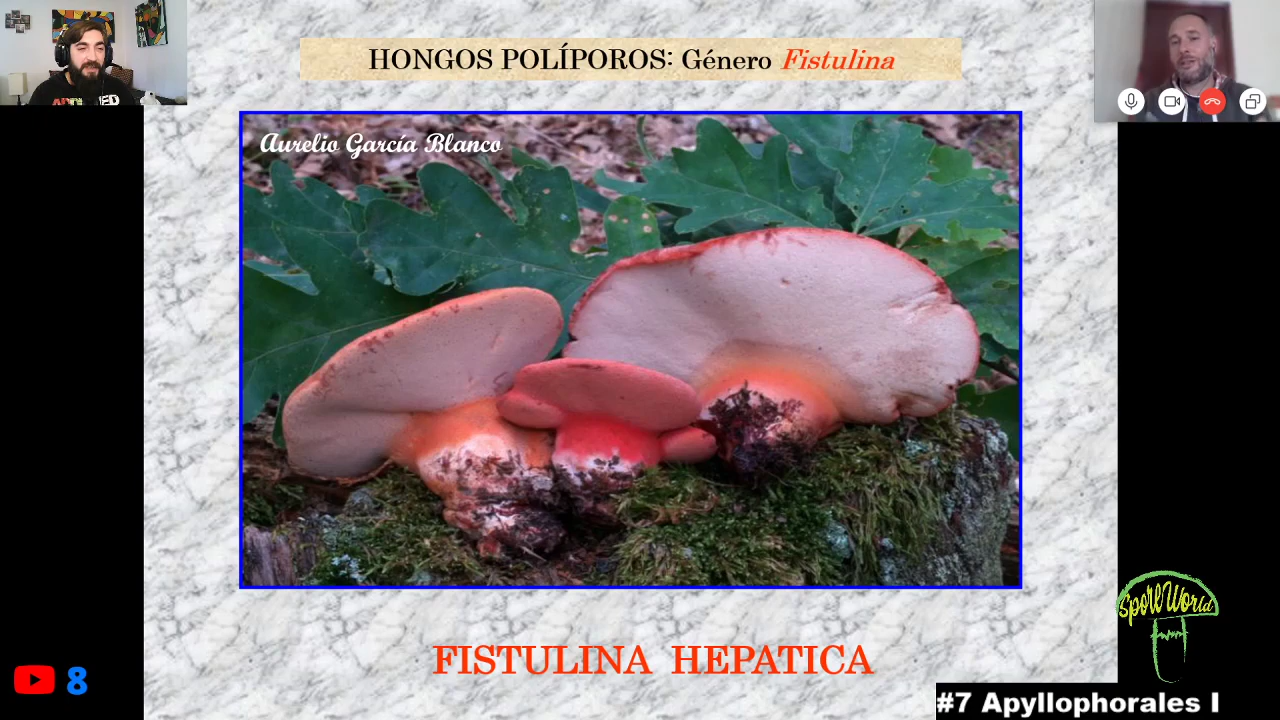 HONGOS POLÍPOROS: Género Fistulina
Aurelio García Blanco
FISTULINA HEPATICA
SporeWorld
8
#7 Apyllophorales I